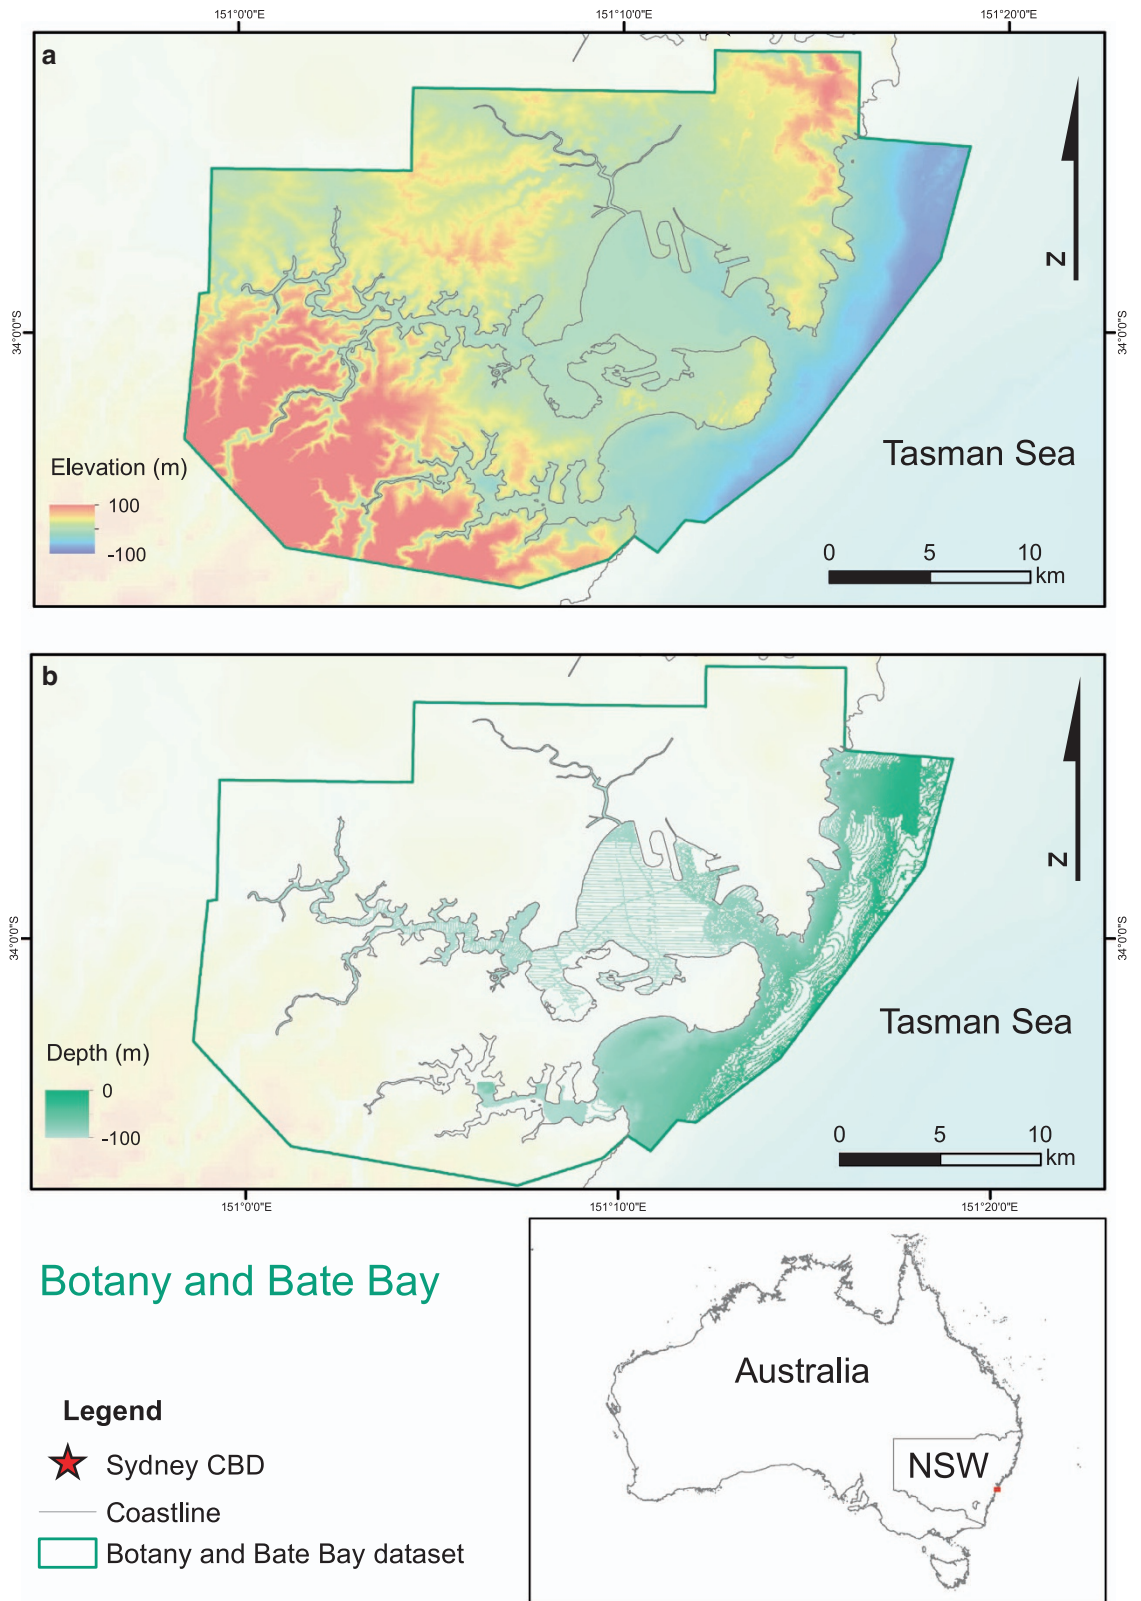 151°0'0"E
151°10'0"E
151°20'0"E
a
N
34°0'0"S
34°0'0"S
Tasman Sea
Elevation (m)
100
-100
0
5
10
km
b
N
34°0'0"S
34°0'0"S
Tasman Sea
Depth (m)
0
-100
0
5
10
km
151°0'0"E
151°10'0"E
151°20'0"E
Botany and Bate Bay
Australia
NSW
Legend
Sydney CBD
Coastline
Botany and Bate Bay dataset